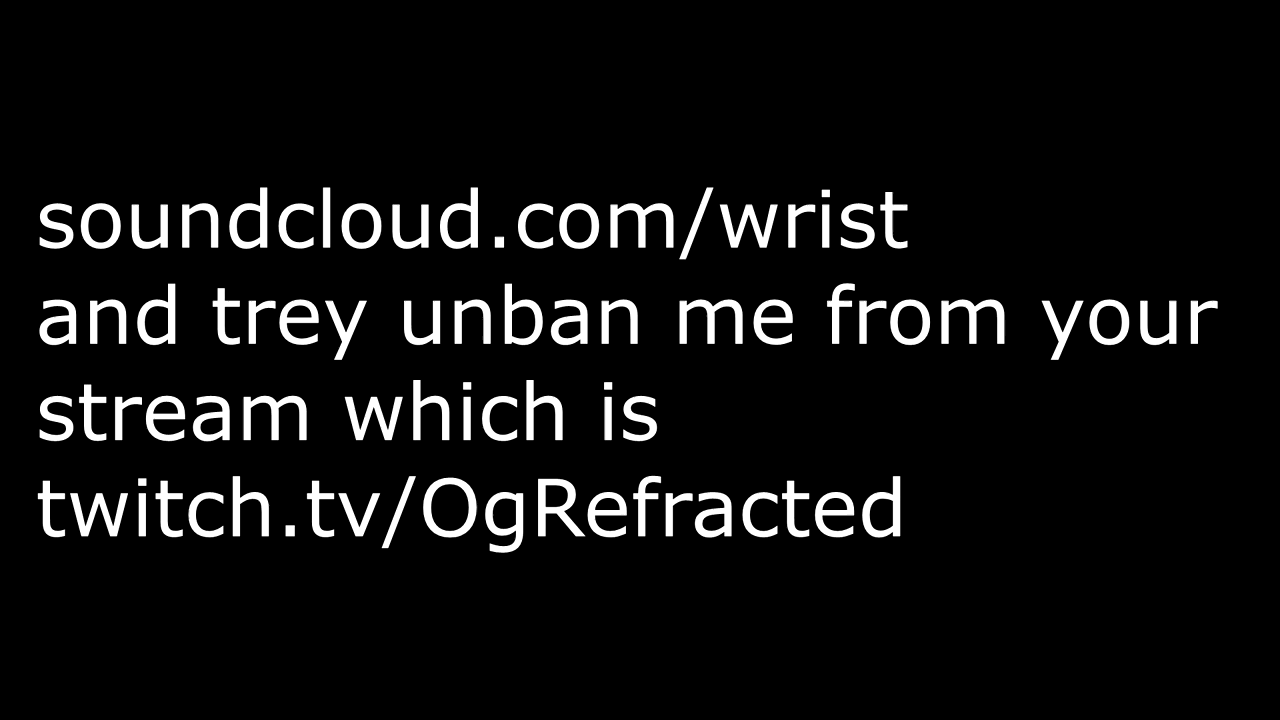 soundcloud.com/wrist
and trey unban me from your
stream which is
twitch.tv/OgRefracted